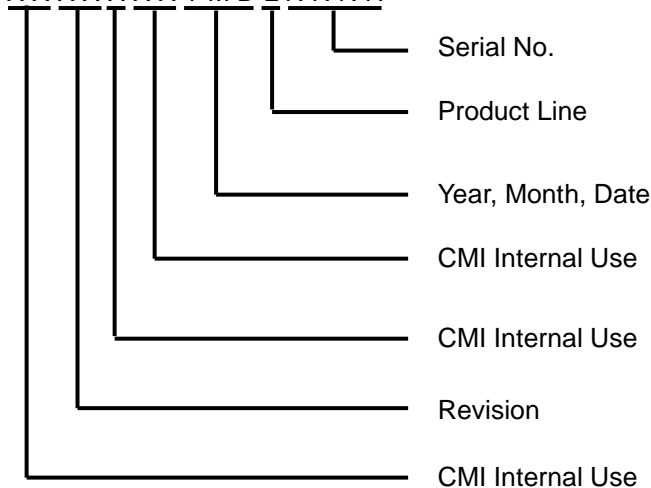 Serial No.
Product Line
Year, Month, Date
CMI Internal Use
CMI Internal Use
Revision
CMI Internal Use